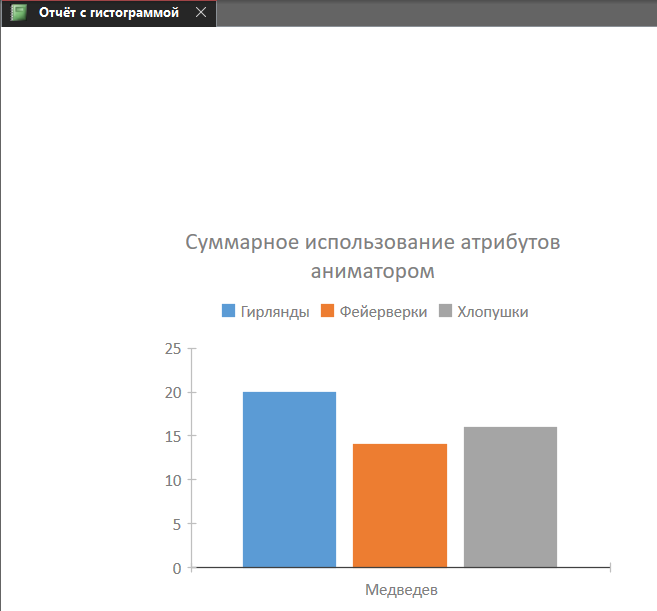 Отчёт с гистограммой
Суммарное использование атрибутов
аниматором
Гирлянды Фейерверки Хлопушки
25
20
15
10
5
0
Медведев